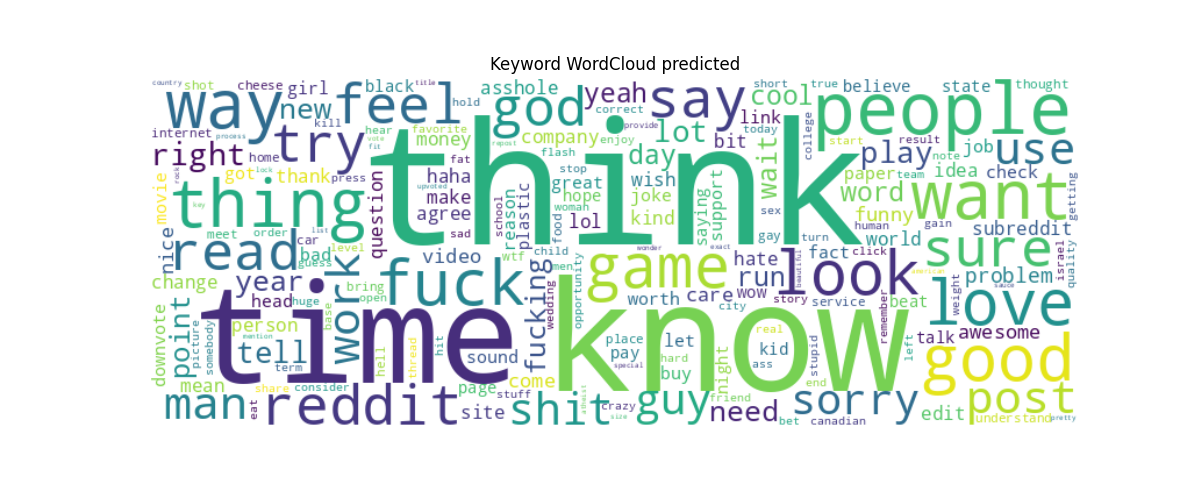 Keyword WordCloud predicted
country shot cheese girl black title asshole yeah say cool short true believe state thought
way new feel hold god correct people
internet process kill try hear favorite money company provide enjoy lot link today college start result job use
right home vote fit repost flash day bit wait play note idea check
movie rock got lock thank press question fat haha upvoted think stop great wish joke saying support paper team word funny getting
thing make agree school reason plastic woman hope food lol kind sex human gain subreddit want
key meet order list car sad wtf child men wonder exact gay turn world sure
nice read bad guess level video game hate run look fact click american problem israel quality
change year bring work fuck fucking wedding opportunity worth care wow story service beautiful beat weight sauce love
point head huge open base city remember
downvote picture somebody person mention tell term hell thread time hit sound know place pay let real kid stupid left talk awesome
mean share consider page come special hard buy night ass end good
man eat reddit site stuff shit atheist crazy size guy friend need bet sorry canadian edit post understand pretty